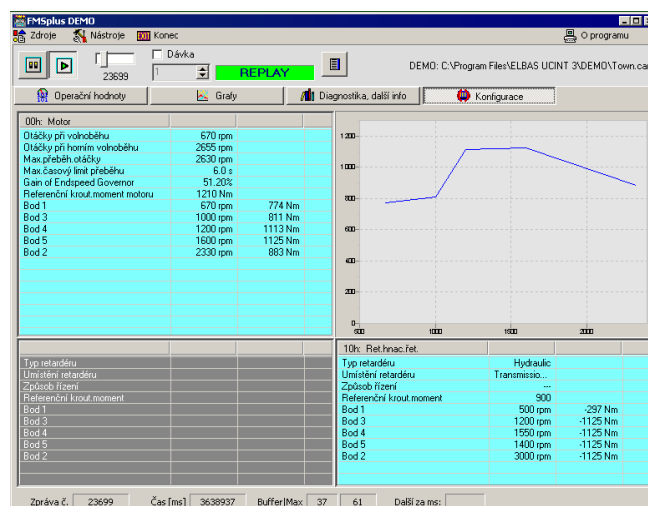 FMSplus DEMO
Zdroje Nástroje Konec O programu
Dávka
23699 1 REPLAY DEMO: C:\Program Files\ELBAS UCINT 3\DEMO\Town.car
Operační hodnoty Grafy Diagnostika, další info Konfigurace
00h: Motor
Otáčky při volnoběhu 670 rpm
Otáčky při horním volnoběhu 2655 rpm
Max.přeběh.otáčky 2630 rpm
Max.časový limit přeběhu 6.0 s
Gain of Endspeed Governor 51.20%
Referenční krout.moment motoru 1210 Nm
Bod 1 670 rpm 774 Nm
Bod 3 1000 rpm 811 Nm
Bod 4 1200 rpm 1113 Nm
Bod 5 1600 rpm 1125 Nm
Bod 2 2330 rpm 883 Nm
1200
1000
800
600
400
200
0
500 1000 1500 2000
Typ retardéru
Umístění retardéru
Způsob řízení
Referenční krout.moment
Bod 1
Bod 3
Bod 4
Bod 5
Bod 2
10h: Ret.hnac.řet.
Typ retardéru Hydraulic
Umístění retardéru Transmissio...
Způsob řízení ---
Referenční krout.moment 900
Bod 1 500 rpm -297 Nm
Bod 3 1200 rpm -1125 Nm
Bod 4 1550 rpm -1125 Nm
Bod 5 1400 rpm -1125 Nm
Bod 2 3000 rpm -1125 Nm
Zpráva č. 23699 Čas [ms] 3638937 Buffer|Max 37 61 Další za ms: